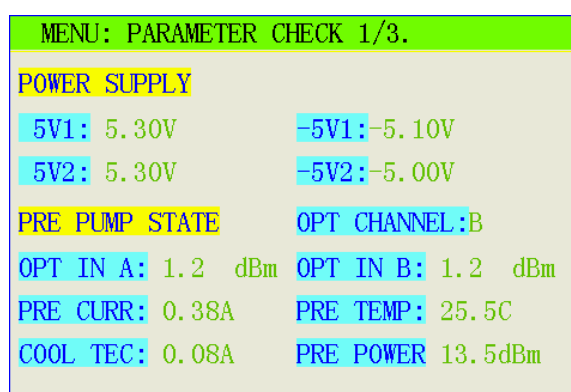 MENU: PARAMETER CHECK 1/3.
POWER SUPPLY
5V1: 5.30V -5V1:-5.10V
5V2: 5.30V -5V2:-5.00V
PRE PUMP STATE OPT CHANNEL:B
OPT IN A: 1.2 dBm OPT IN B: 1.2 dBm
PRE CURR: 0.38A PRE TEMP: 25.5C
COOL TEC: 0.08A PRE POWER 13.5dBm